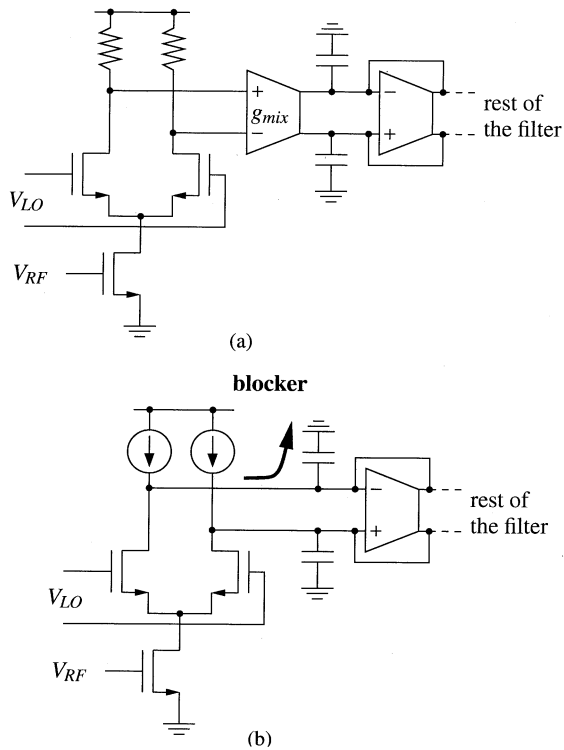 +
g_mix
−
−
+
rest of
the filter
V_LO
V_RF
(a)
blocker
−
+
rest of
the filter
V_LO
V_RF
(b)